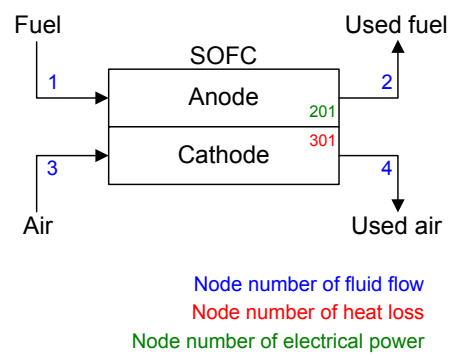 Fuel
Used fuel
SOFC
1
Anode
2
201
301
Cathode
3
4
Air
Used air
Node number of fluid flow
Node number of heat loss
Node number of electrical power